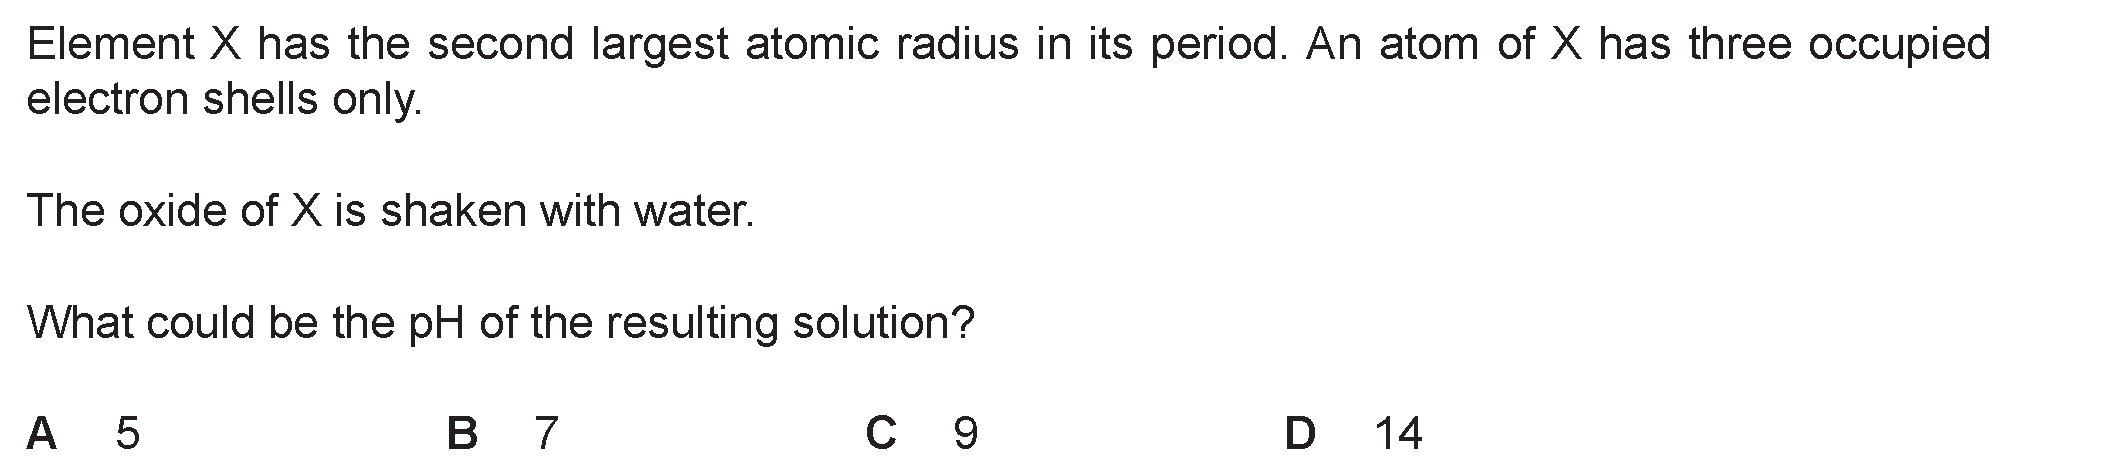 Element X has the second largest atomic radius in its period. An atom of X has three occupied
electron shells only.
The oxide of X is shaken with water.
What could be the pH of the resulting solution?
A 5 B 7 C 9 D 14